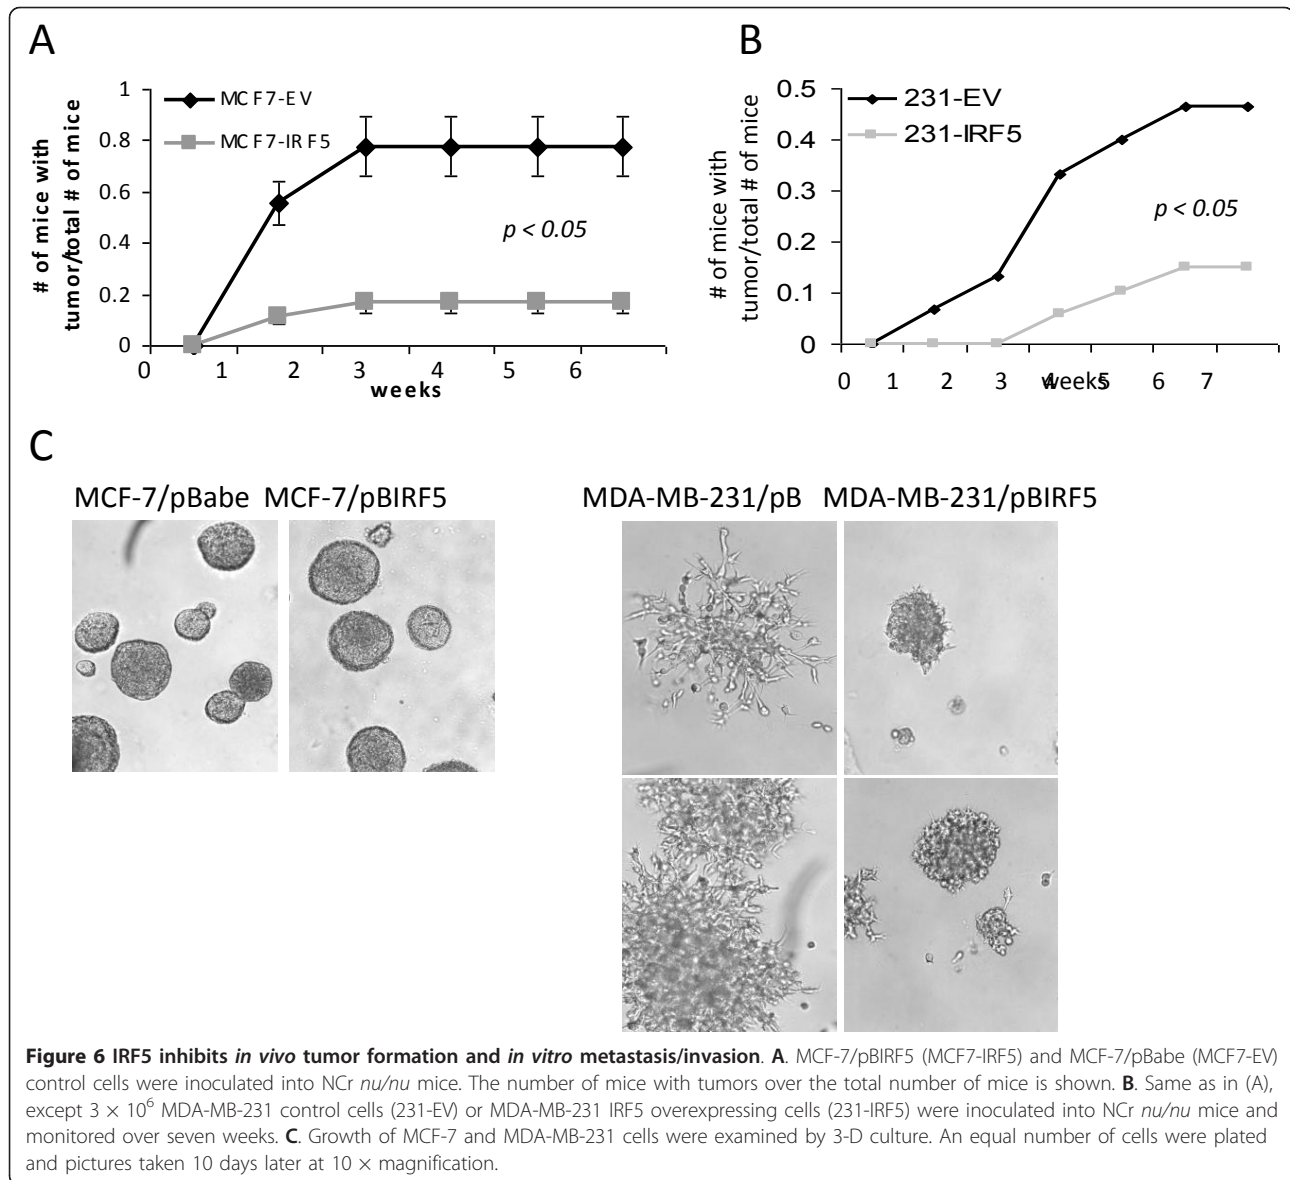 A
# of mice with
tumor/total # of mice
1
0.8
0.6
0.4
0.2
0
MCF7-EV
MCF7-IRF5
p < 0.05
0 1 2 3 4 5 6
weeks
B
# of mice with
tumor/total # of mice
0.5
0.4
0.3
0.2
0.1
0
231-EV
231-IRF5
p < 0.05
0 1 2 3 4 5 6 7
weeks
C
MCF-7/pBabe MCF-7/pBIRF5
MDA-MB-231/pB MDA-MB-231/pBIRF5
Figure 6 IRF5 inhibits in vivo tumor formation and in vitro metastasis/invasion. A. MCF-7/pBIRF5 (MCF7-IRF5) and MCF-7/pBabe (MCF7-EV)
control cells were inoculated into NCr nu/nu mice. The number of mice with tumors over the total number of mice is shown. B. Same as in (A),
except 3 × 10⁶ MDA-MB-231 control cells (231-EV) or MDA-MB-231 IRF5 overexpressing cells (231-IRF5) were inoculated into NCr nu/nu mice and
monitored over seven weeks. C. Growth of MCF-7 and MDA-MB-231 cells were examined by 3-D culture. An equal number of cells were plated
and pictures taken 10 days later at 10 × magnification.